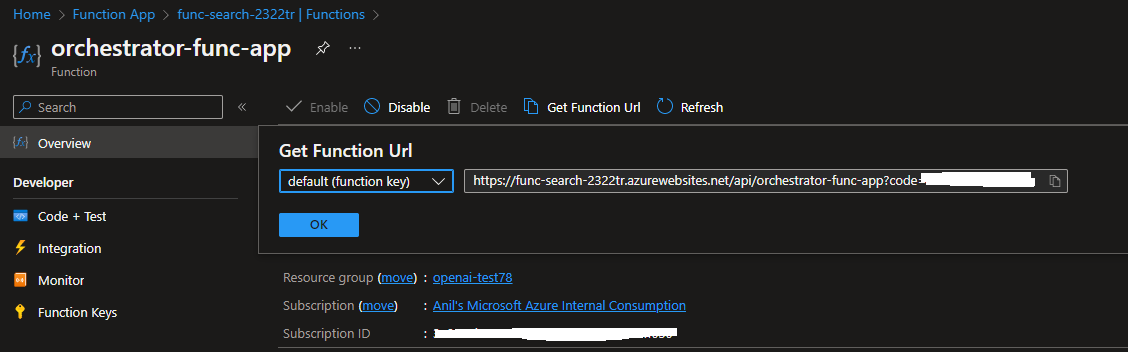 Home > Function App > func-search-2322tr | Functions >
{fx} orchestrator-func-app ...
Function
Search «
Enable Disable Delete Get Function Url Refresh
Overview
Get Function Url
default (function key) https://func-search-2322tr.azurewebsites.net/api/orchestrator-func-app?code=
Developer
Code + Test
OK
Integration
Monitor
Resource group (move) : openai-test78
Subscription (move) : Anil's Microsoft Azure Internal Consumption
Function Keys
Subscription ID :